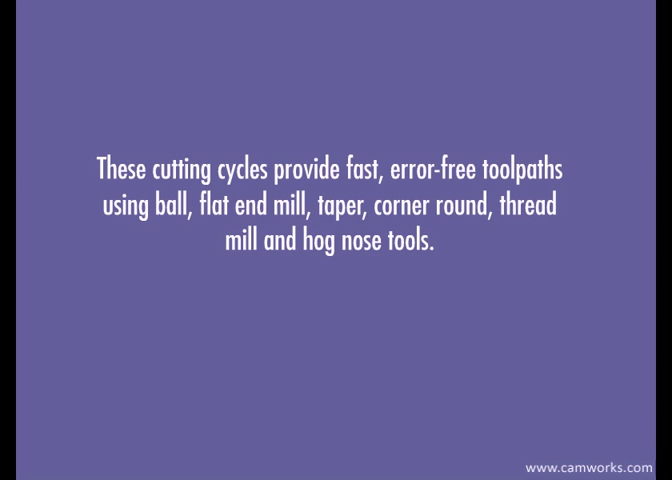 These cutting cycles provide fast, error-free toolpaths
using ball, flat end mill, taper, corner round, thread
mill and hog nose tools.
www.camworks.com